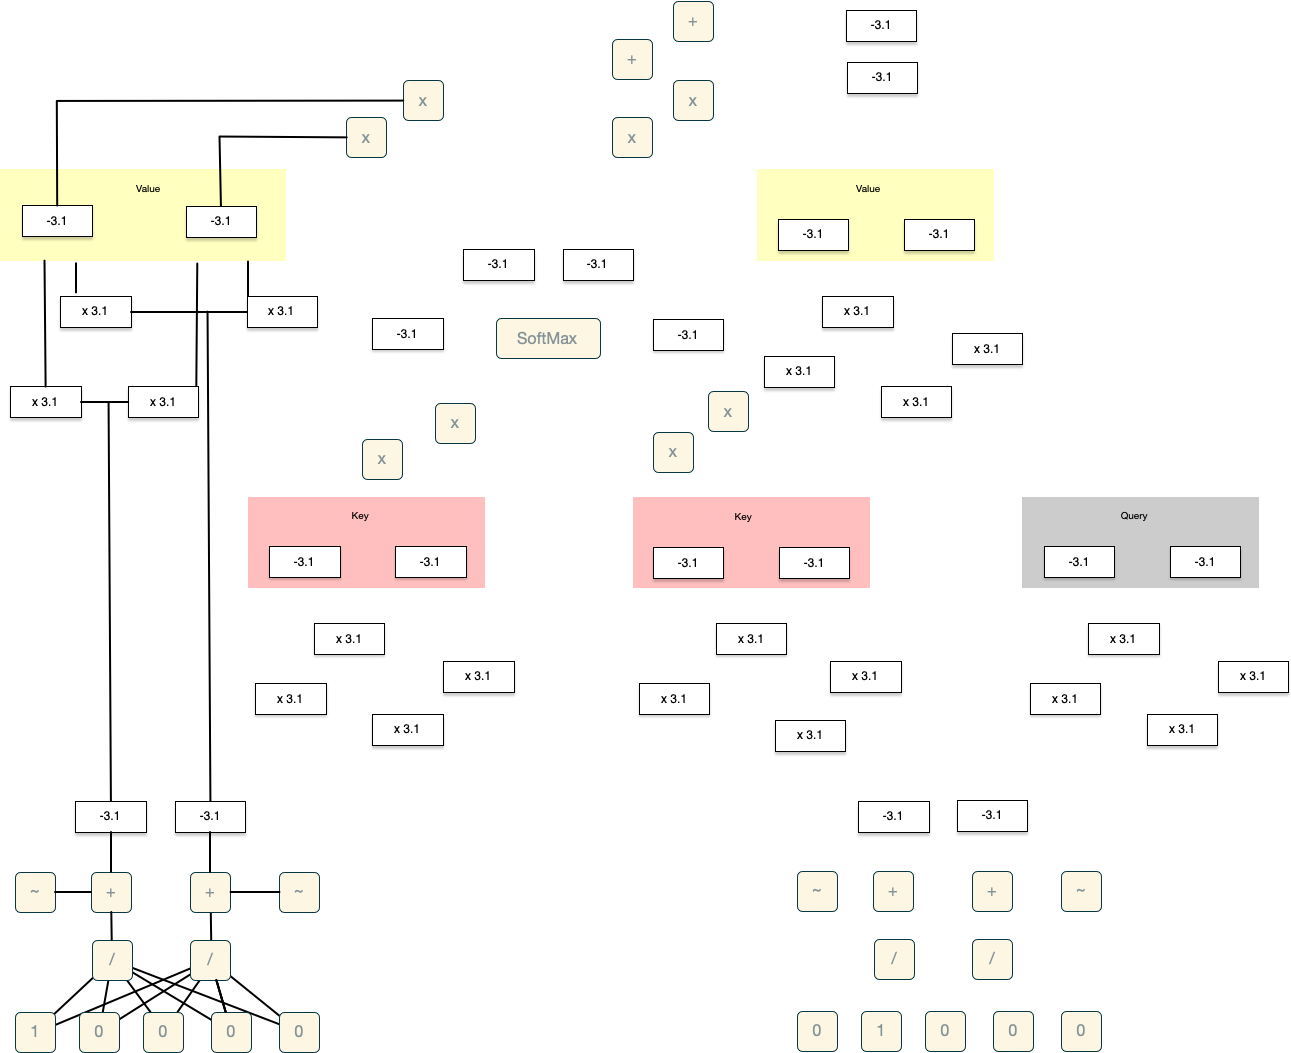 + -3.1
+
-3.1
x x
x x
Value Value
-3.1 -3.1
-3.1 -3.1
-3.1 -3.1
x 3.1 x 3.1 x 3.1
-3.1 SoftMax -3.1
x 3.1
x 3.1
x 3.1 x 3.1 x 3.1
x x
x x
Key Key Query
-3.1 -3.1 -3.1 -3.1 -3.1 -3.1
x 3.1 x 3.1 x 3.1
x 3.1 x 3.1 x 3.1
x 3.1 x 3.1 x 3.1
x 3.1 x 3.1 x 3.1
-3.1 -3.1 -3.1 -3.1
~ + + ~ ~ + + ~
/ / / /
1 0 0 0 0 0 1 0 0 0